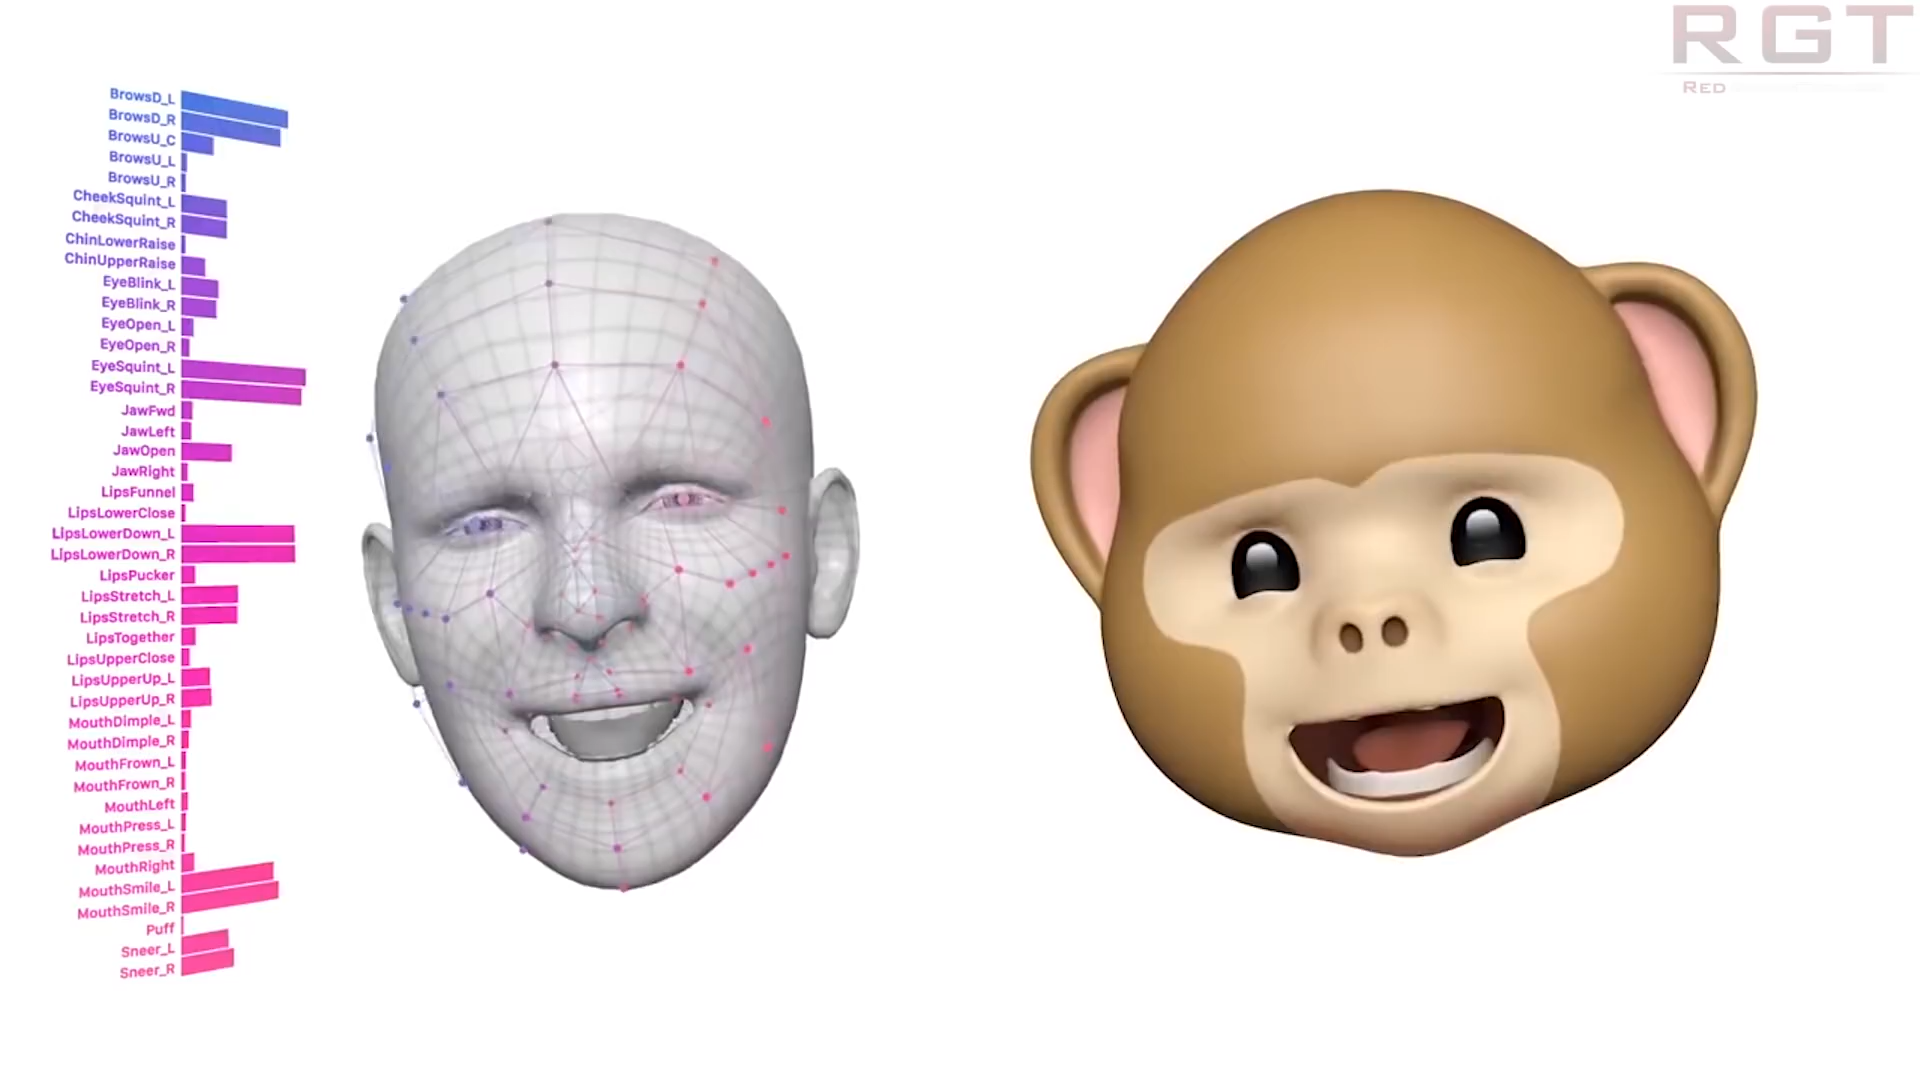 RGT
RED
BrowsD_L
BrowsD_R
BrowsU_C
BrowsU_L
BrowsU_R
CheekSquint_L
CheekSquint_R
ChinLowerRaise
ChinUpperRaise
EyeBlink_L
EyeBlink_R
EyeOpen_L
EyeOpen_R
EyeSquint_L
EyeSquint_R
JawFwd
JawLeft
JawOpen
JawRight
LipsFunnel
LipsLowerClose
LipsLowerDown_L
LipsLowerDown_R
LipsPucker
LipsStretch_L
LipsStretch_R
LipsTogether
LipsUpperClose
LipsUpperUp_L
LipsUpperUp_R
MouthDimple_L
MouthDimple_R
MouthFrown_L
MouthFrown_R
MouthLeft
MouthPress_L
MouthPress_R
MouthRight
MouthSmile_L
MouthSmile_R
Puff
Sneer_L
Sneer_R